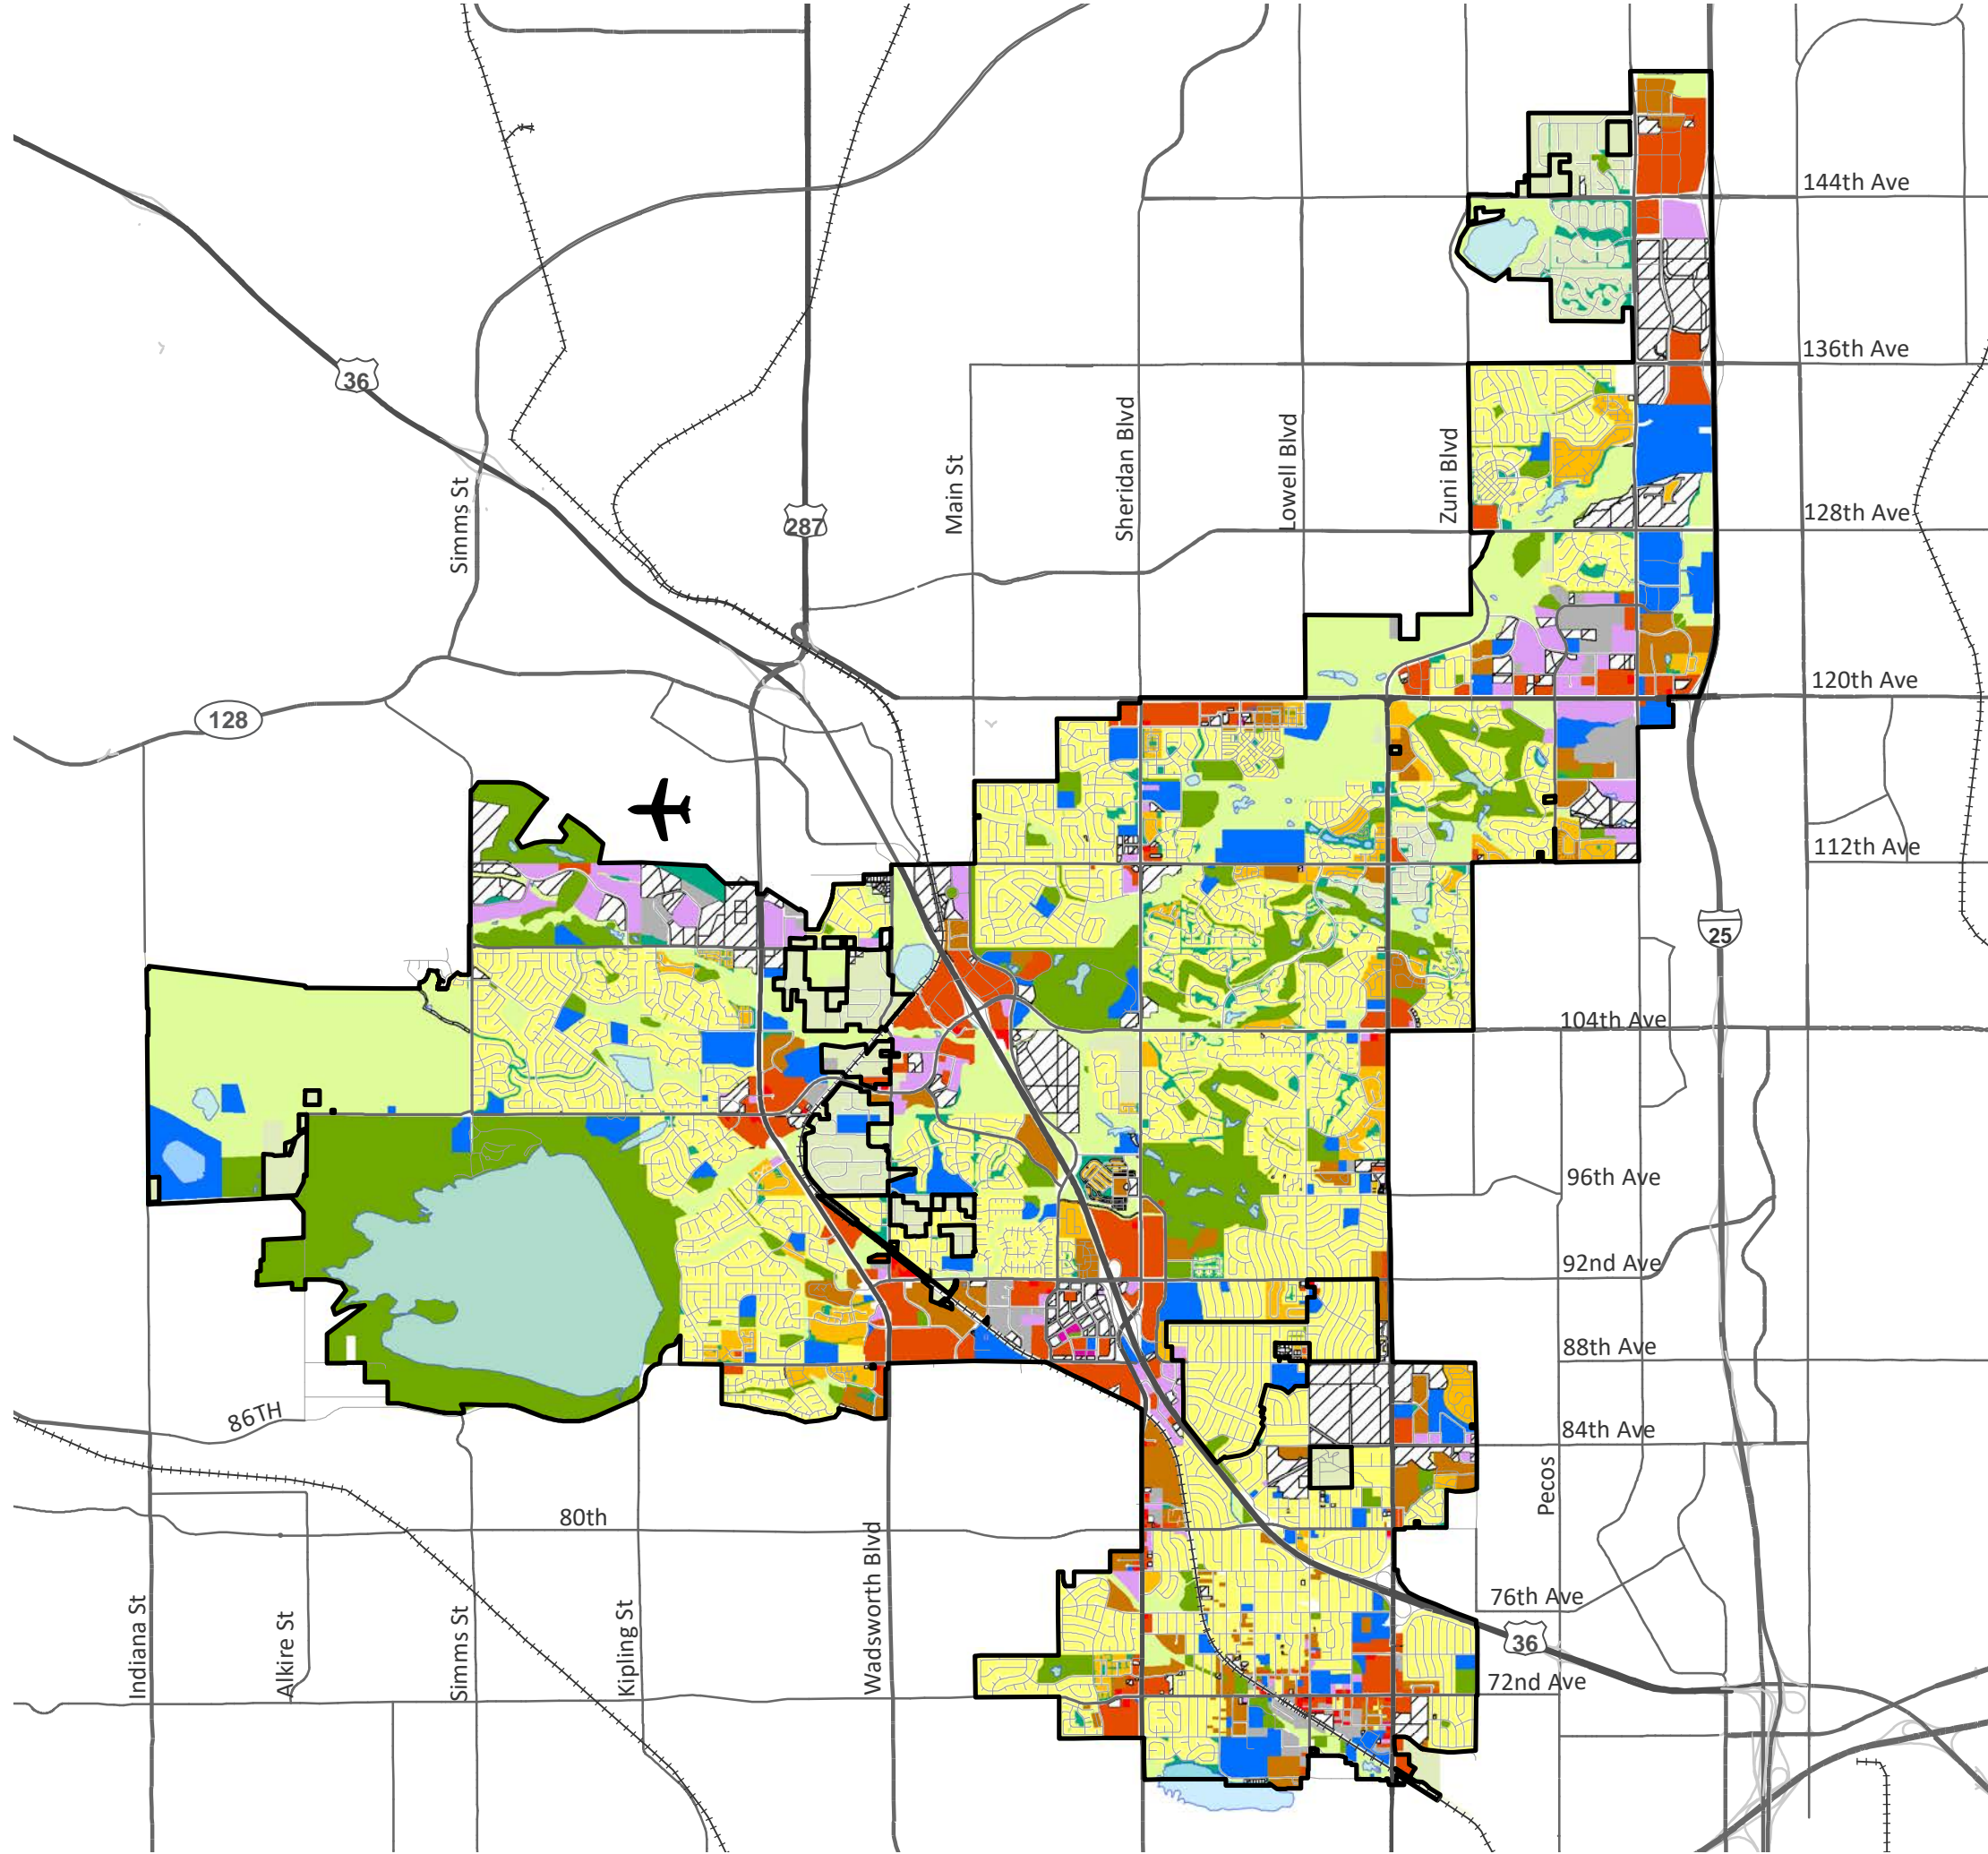 144th Ave
136th Ave
36
Main St
Sheridan Blvd
Lowell Blvd
Zuni Blvd
Simms St
287
128th Ave
120th Ave
128
112th Ave
25
104th Ave
96th Ave
92nd Ave
88th Ave
86TH
84th Ave
Pecos
80th
Wadsworth Blvd
76th Ave
36
Indiana St
Alkire St
Simms St
Kipling St
72nd Ave